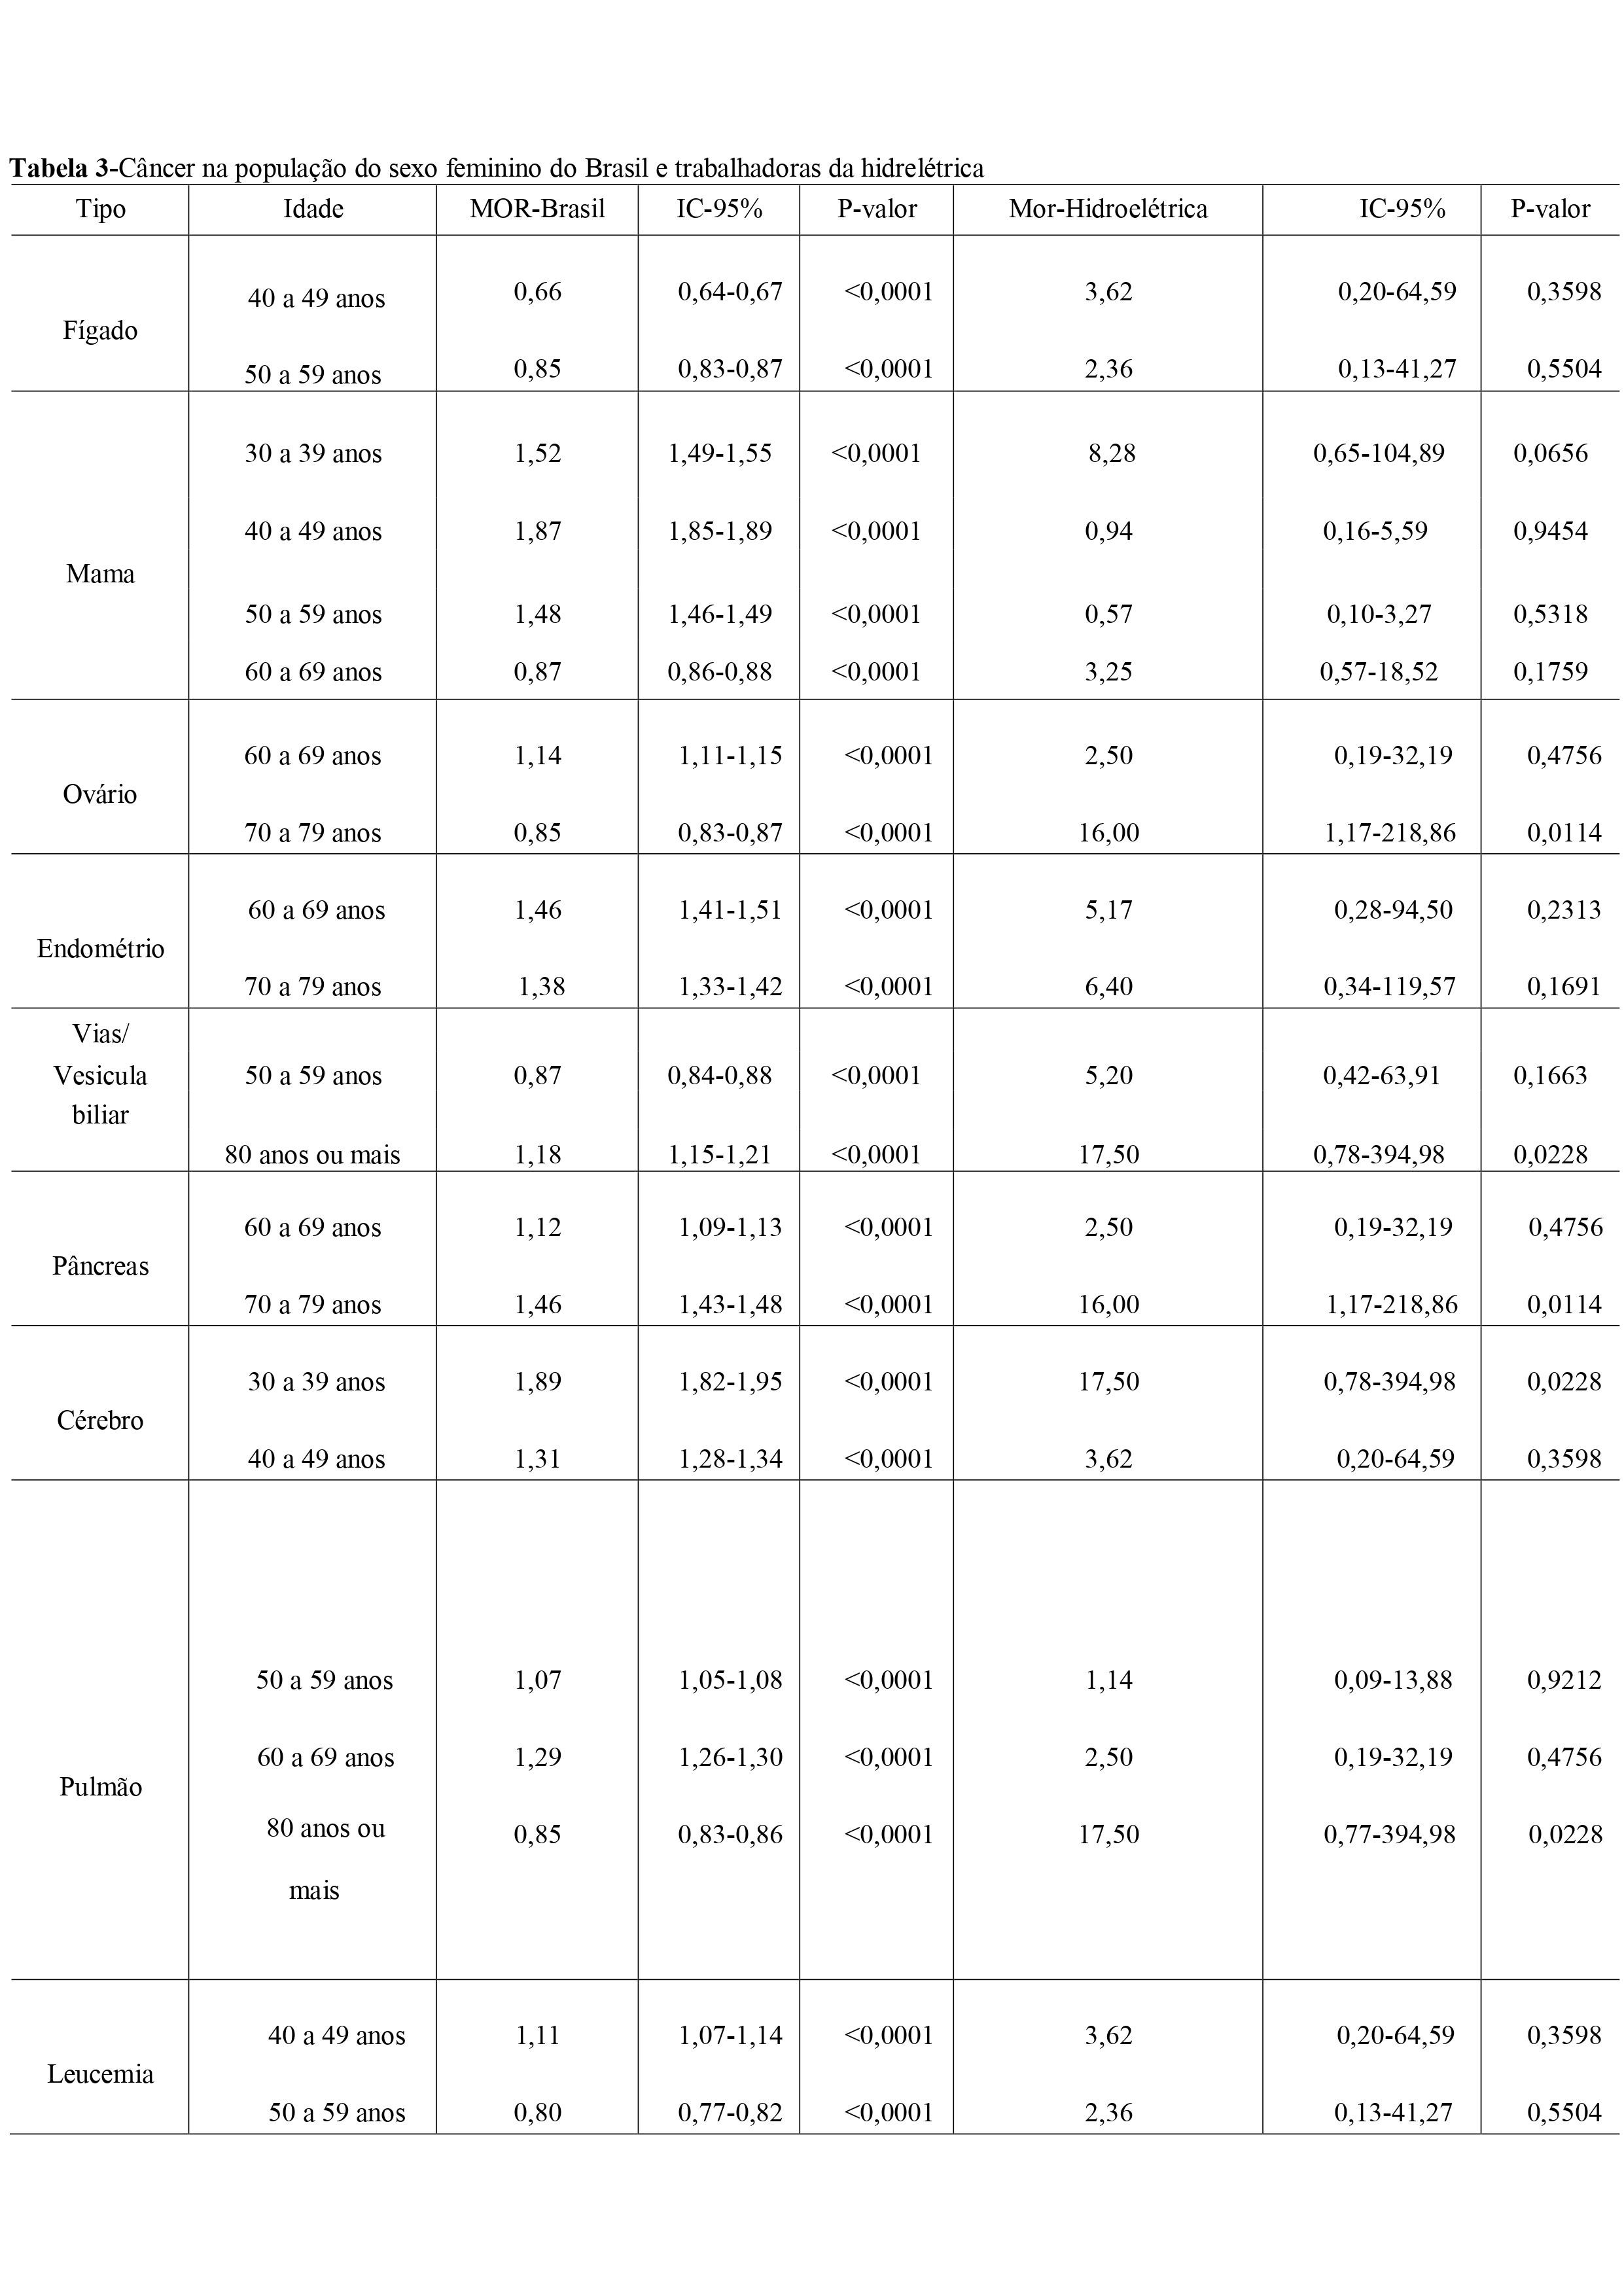 Tabela 3-Câncer na população do sexo feminino do Brasil e trabalhadoras da hidrelétrica
Tipo Idade MOR-Brasil IC-95% P-valor Mor-Hidroelétrica IC-95% P-valor
Fígado
40 a 49 anos 0,66 0,64-0,67 <0,0001 3,62 0,20-64,59 0,3598
50 a 59 anos 0,85 0,83-0,87 <0,0001 2,36 0,13-41,27 0,5504
Mama
30 a 39 anos 1,52 1,49-1,55 <0,0001 8,28 0,65-104,89 0,0656
40 a 49 anos 1,87 1,85-1,89 <0,0001 0,94 0,16-5,59 0,9454
50 a 59 anos 1,48 1,46-1,49 <0,0001 0,57 0,10-3,27 0,5318
60 a 69 anos 0,87 0,86-0,88 <0,0001 3,25 0,57-18,52 0,1759
Ovário
60 a 69 anos 1,14 1,11-1,15 <0,0001 2,50 0,19-32,19 0,4756
70 a 79 anos 0,85 0,83-0,87 <0,0001 16,00 1,17-218,86 0,0114
Endométrio
60 a 69 anos 1,46 1,41-1,51 <0,0001 5,17 0,28-94,50 0,2313
70 a 79 anos 1,38 1,33-1,42 <0,0001 6,40 0,34-119,57 0,1691
Vias/
Vesicula
biliar
50 a 59 anos 0,87 0,84-0,88 <0,0001 5,20 0,42-63,91 0,1663
80 anos ou mais 1,18 1,15-1,21 <0,0001 17,50 0,78-394,98 0,0228
Pâncreas
60 a 69 anos 1,12 1,09-1,13 <0,0001 2,50 0,19-32,19 0,4756
70 a 79 anos 1,46 1,43-1,48 <0,0001 16,00 1,17-218,86 0,0114
Cérebro
30 a 39 anos 1,89 1,82-1,95 <0,0001 17,50 0,78-394,98 0,0228
40 a 49 anos 1,31 1,28-1,34 <0,0001 3,62 0,20-64,59 0,3598
Pulmão
50 a 59 anos 1,07 1,05-1,08 <0,0001 1,14 0,09-13,88 0,9212
60 a 69 anos 1,29 1,26-1,30 <0,0001 2,50 0,19-32,19 0,4756
80 anos ou 0,85 0,83-0,86 <0,0001 17,50 0,77-394,98 0,0228
mais
Leucemia
40 a 49 anos 1,11 1,07-1,14 <0,0001 3,62 0,20-64,59 0,3598
50 a 59 anos 0,80 0,77-0,82 <0,0001 2,36 0,13-41,27 0,5504